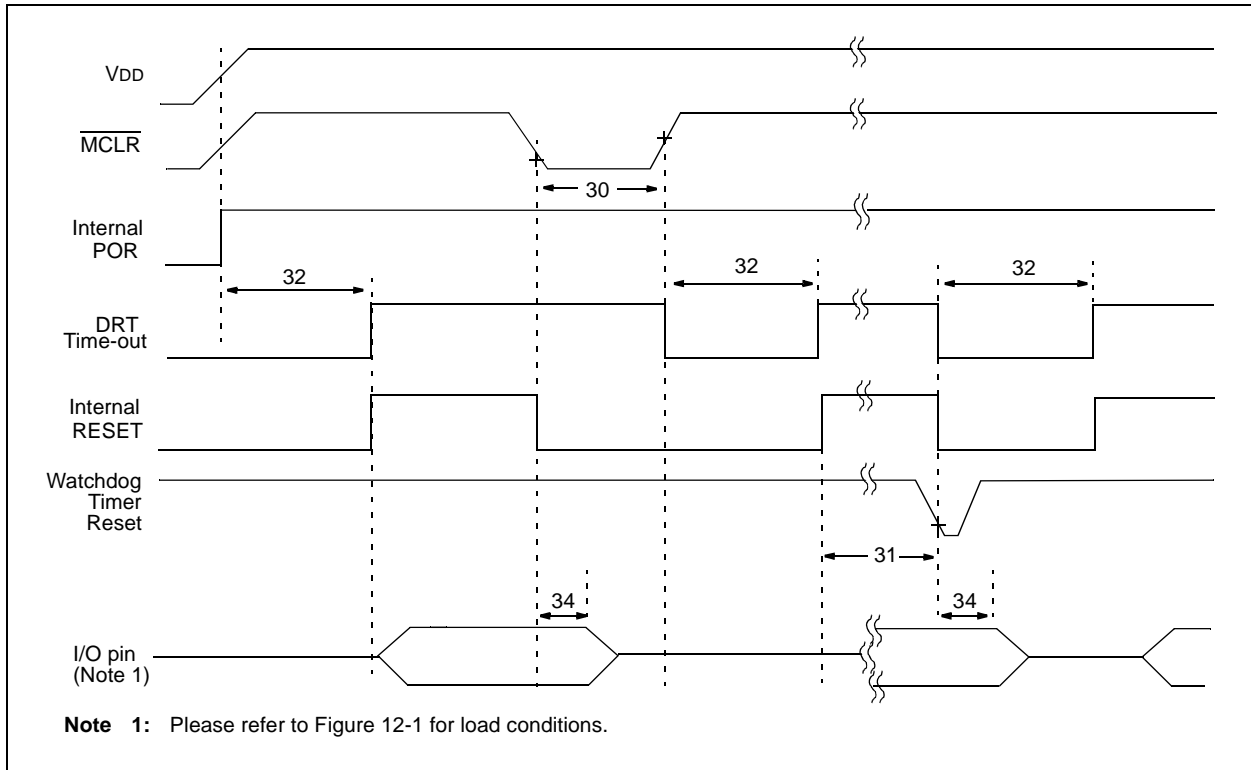 VDD
MCLR
30
Internal
POR
32
32
32
DRT
Time-out
Internal
RESET
Watchdog
Timer
Reset
31
34
34
I/O pin
(Note 1)
Note 1: Please refer to Figure 12-1 for load conditions.